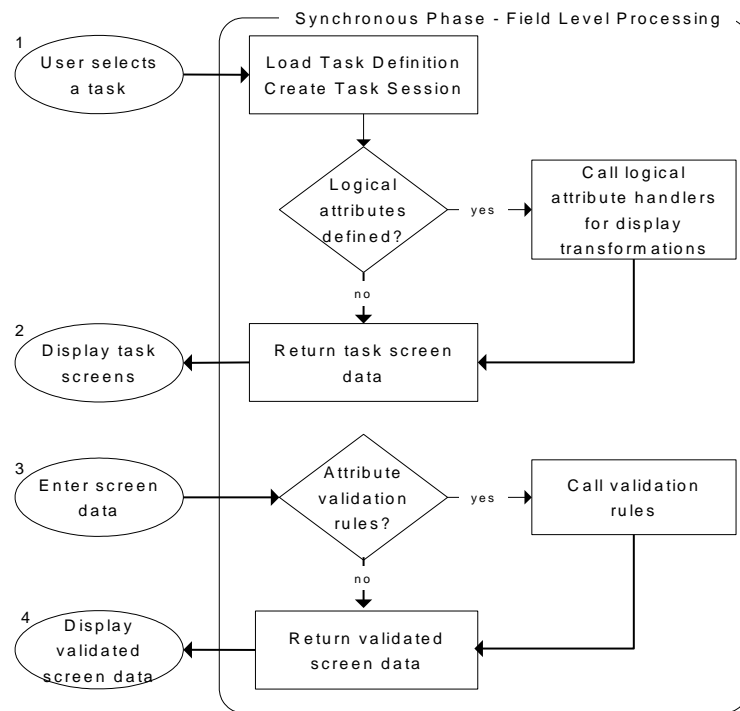 Synchronous Phase - Field Level Processing
1
User selects
a task
Load Task Definition
Create Task Session
Logical
attributes
defined?
yes
Call logical
attribute handlers
for display
transformations
no
2
Display task
screens
Return task screen
data
3
Enter screen
data
Attribute
validation
rules?
yes
Call validation
rules
no
4
Display
validated
screen data
Return validated
screen data